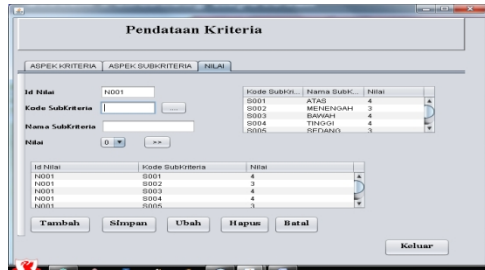 Pendataan Kriteria
ASPEK KRITERIA ASPEK SUBKRITERIA NILAI
Id Nilai N001
Kode SubKriteria ....
Nama SubKriteria
Nilai 0 >>
Kode SubKri... Nama SubK... Nilai
S001 ATAS 4
S002 MENENGAH 3
S003 BAWAH 4
S004 TINGGI 4
S005 SEDANG 3
Id Nilai Kode SubKriteria Nilai
N001 S001 4
N001 S002 3
N001 S003 4
N001 S004 4
N001 S005 3
Tambah SImpan Ubah Hapus Batal
Keluar